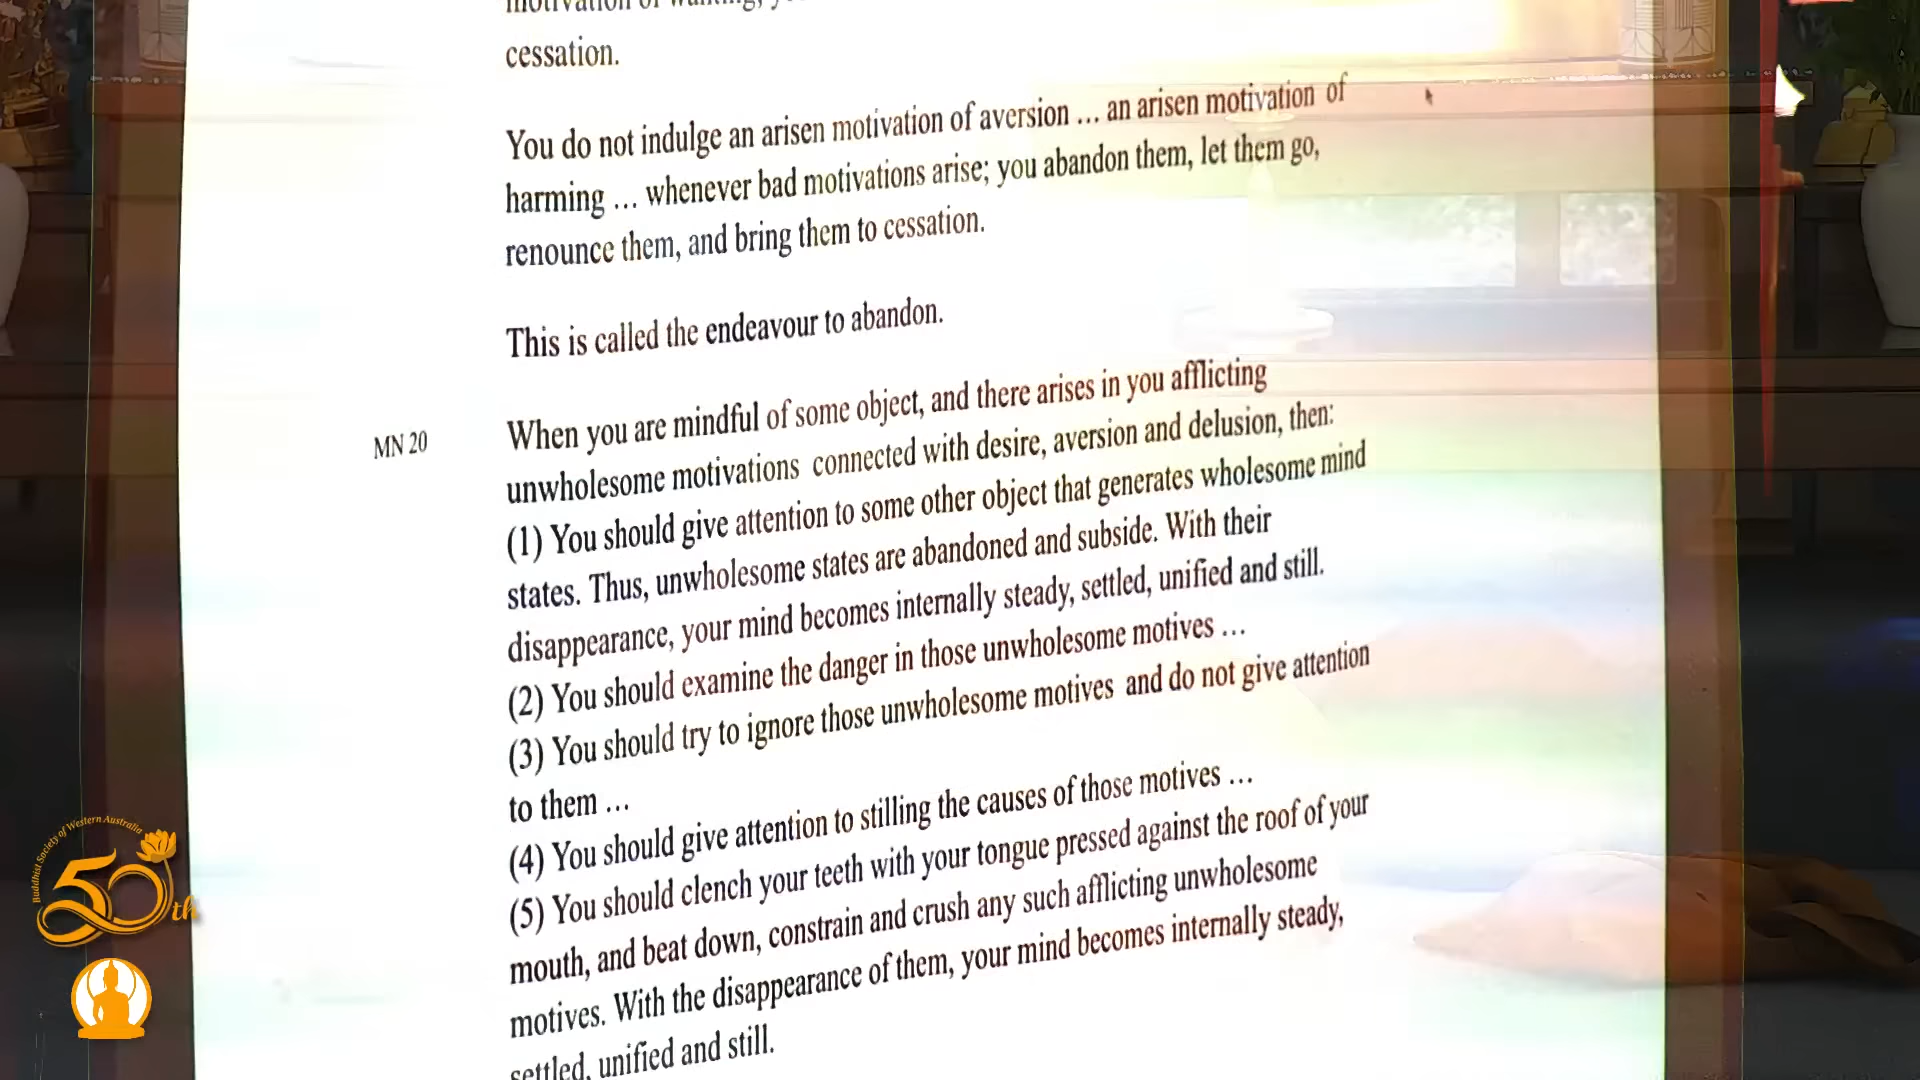 cessation.
You do not indulge an arisen motivation of aversion ... an arisen motivation of
harming ... whenever bad motivations arise; you abandon them, let them go,
renounce them, and bring them to cessation.
This is called the endeavour to abandon.
MN 20
When you are mindful of some object, and there arises in you afflicting
unwholesome motivations connected with desire, aversion and delusion, then:
(1) You should give attention to some other object that generates wholesome mind
states. Thus, unwholesome states are abandoned and subside. With their
disappearance, your mind becomes internally steady, settled, unified and still.
(2) You should examine the danger in those unwholesome motives ...
(3) You should try to ignore those unwholesome motives and do not give attention
to them ...
(4) You should give attention to stilling the causes of those motives ...
(5) You should clench your teeth with your tongue pressed against the roof of your
mouth, and beat down, constrain and crush any such afflicting unwholesome
motives. With the disappearance of them, your mind becomes internally steady,
settled, unified and still.
Buddhist Society of Western Australia
50th